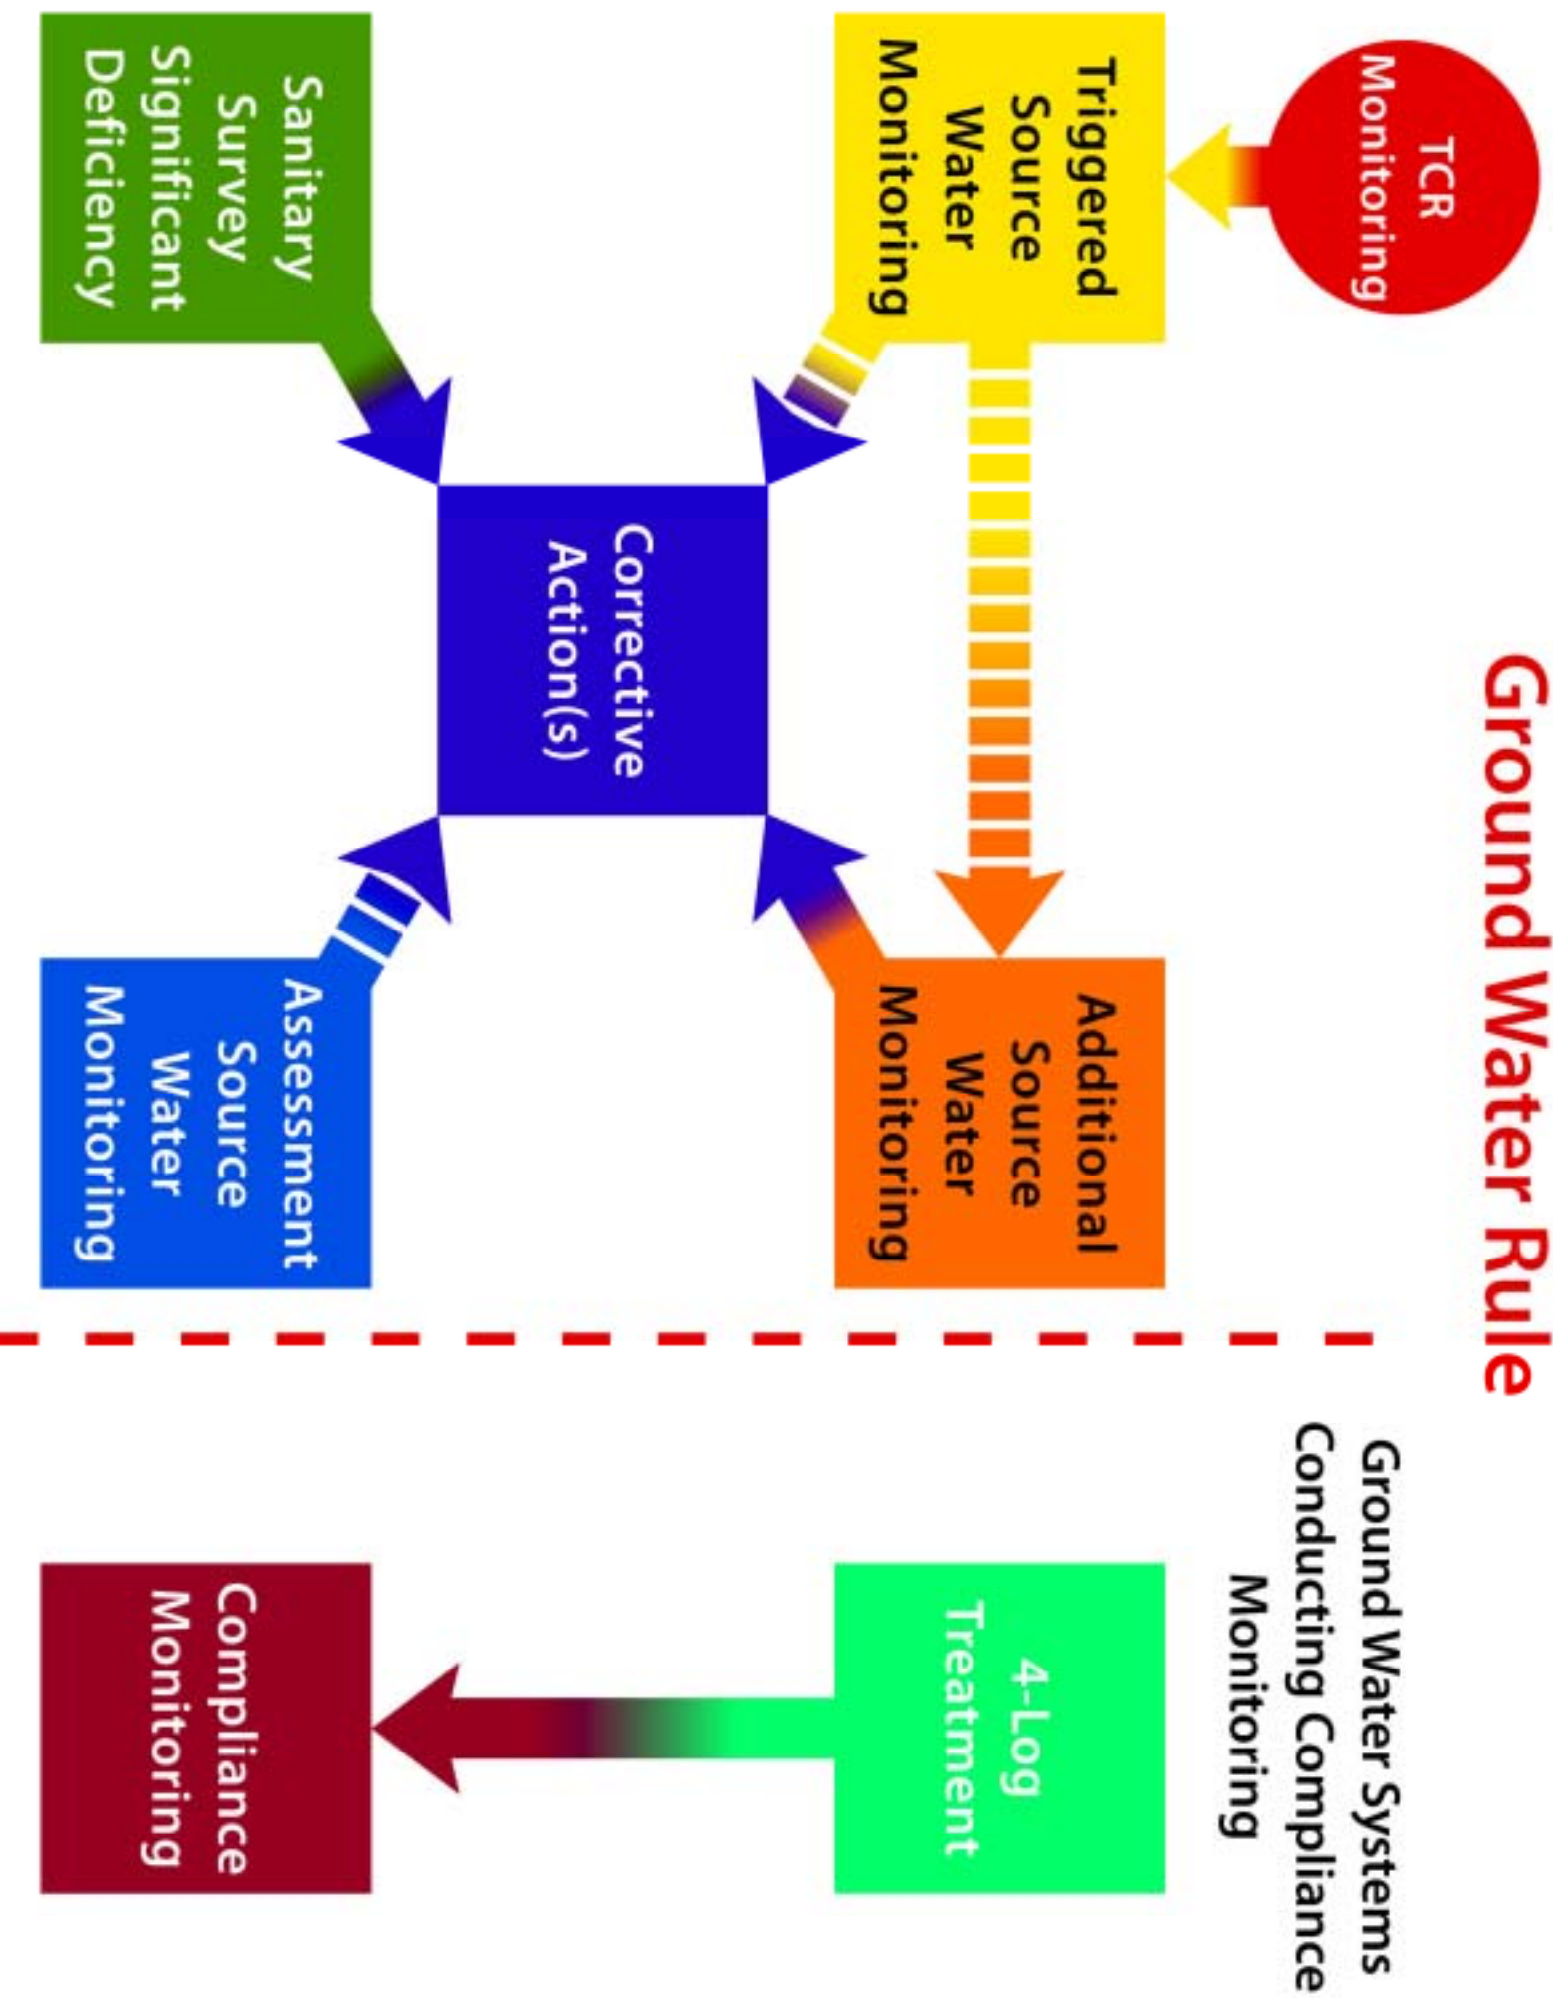 Ground Water Rule
TCR
Monitoring
Ground Water Systems
Conducting Compliance
Monitoring
Triggered
Source
Water
Monitoring
Additional
Source
Water
Monitoring
4-Log
Treatment
Corrective
Action(s)
Sanitary
Survey
Significant
Deficiency
Assessment
Source
Water
Monitoring
Compliance
Monitoring